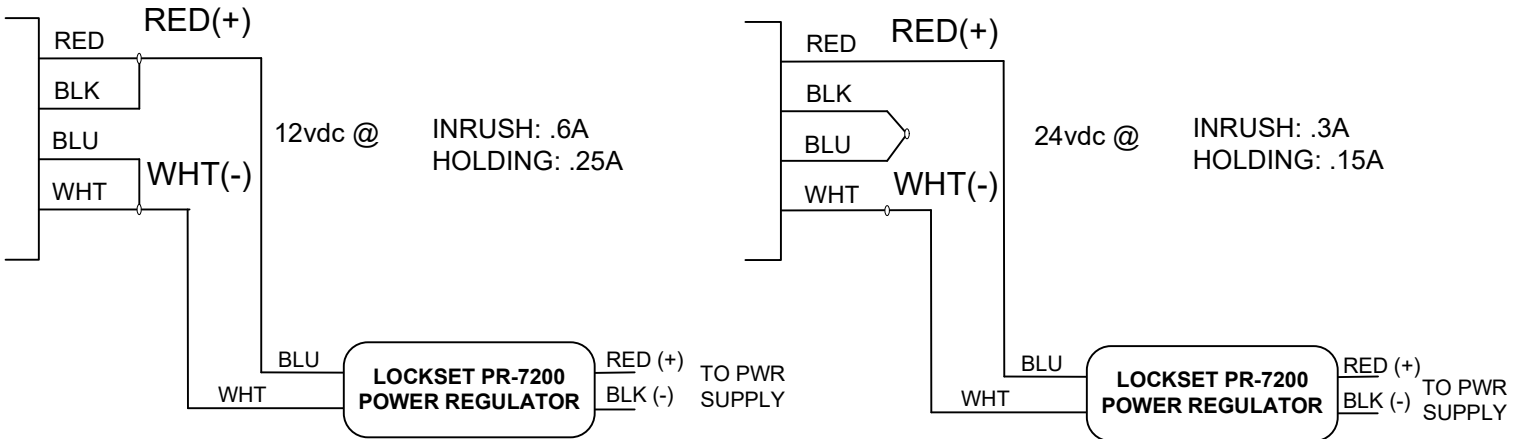 RED(+)
RED
BLK
BLU
WHT(-)
WHT
12vdc @
INRUSH: .6A
HOLDING: .25A
BLU
WHT
LOCKSET PR-7200
POWER REGULATOR
RED (+)
BLK (-)
TO PWR
SUPPLY
RED(+)
RED
BLK
BLU
WHT(-)
WHT
24vdc @
INRUSH: .3A
HOLDING: .15A
BLU
WHT
LOCKSET PR-7200
POWER REGULATOR
RED (+)
BLK (-)
TO PWR
SUPPLY